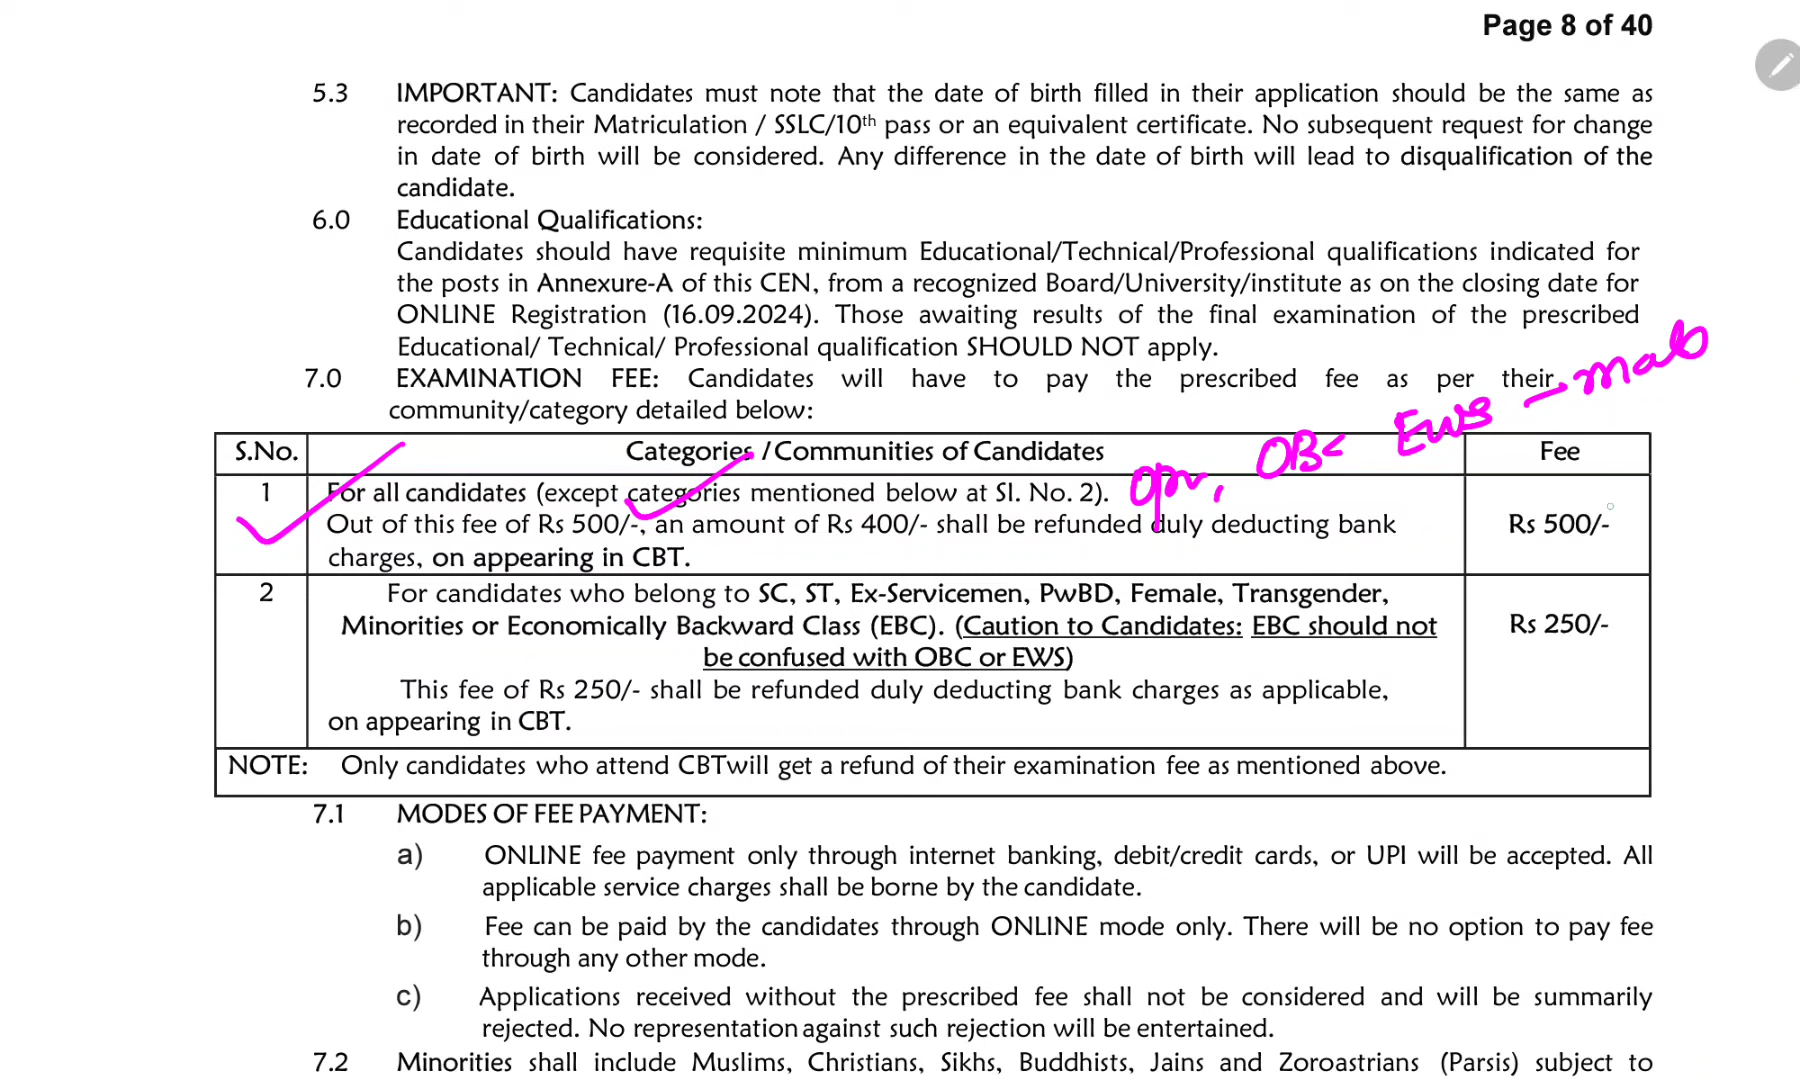 Page 8 of 40
5.3 IMPORTANT: Candidates must note that the date of birth filled in their application should be the same as
recorded in their Matriculation / SSLC/10th pass or an equivalent certificate. No subsequent request for change
in date of birth will be considered. Any difference in the date of birth will lead to disqualification of the
candidate.
6.0 Educational Qualifications:
Candidates should have requisite minimum Educational/Technical/Professional qualifications indicated for
the posts in Annexure-A of this CEN, from a recognized Board/University/institute as on the closing date for
ONLINE Registration (16.09.2024). Those awaiting results of the final examination of the prescribed
Educational/ Technical/ Professional qualification SHOULD NOT apply.
7.0 EXAMINATION FEE: Candidates will have to pay the prescribed fee as per their
community/category detailed below:
OBC EWS
S.No. Categories / Communities of Candidates Fee
1 For all candidates (except categories mentioned below at SI. No. 2).
Out of this fee of Rs 500/-, an amount of Rs 400/- shall be refunded duly deducting bank Rs 500/-
charges, on appearing in CBT.
2 For candidates who belong to SC, ST, Ex-Servicemen, PwBD, Female, Transgender,
Minorities or Economically Backward Class (EBC). (Caution to Candidates: EBC should not Rs 250/-
be confused with OBC or EWS)
This fee of Rs 250/- shall be refunded duly deducting bank charges as applicable,
on appearing in CBT.
NOTE: Only candidates who attend CBTwill get a refund of their examination fee as mentioned above.
7.1 MODES OF FEE PAYMENT:
a) ONLINE fee payment only through internet banking, debit/credit cards, or UPI will be accepted. All
applicable service charges shall be borne by the candidate.
b) Fee can be paid by the candidates through ONLINE mode only. There will be no option to pay fee
through any other mode.
c) Applications received without the prescribed fee shall not be considered and will be summarily
rejected. No representation against such rejection will be entertained.
7.2 Minorities shall include Muslims, Christians, Sikhs, Buddhists, Jains and Zoroastrians (Parsis) subject to